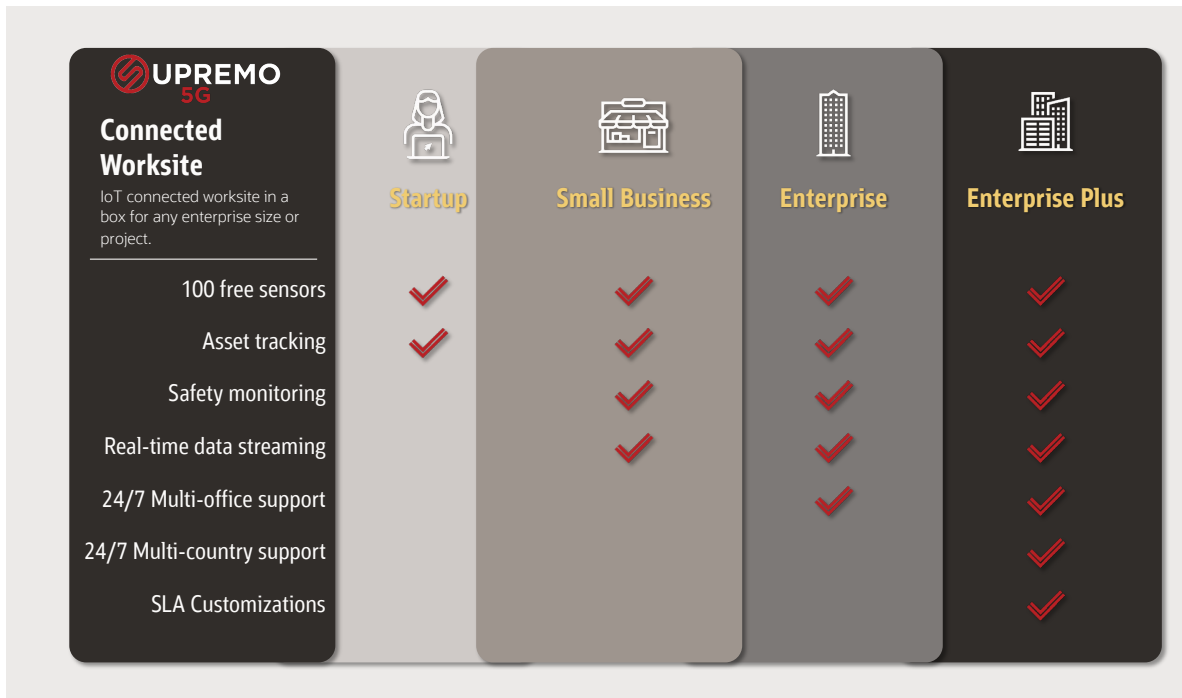 SUPREMO
5G
Connected
Worksite
IoT connected worksite in a
box for any enterprise size or
project.
Startup
Small Business
Enterprise
Enterprise Plus
100 free sensors
Asset tracking
Safety monitoring
Real-time data streaming
24/7 Multi-office support
24/7 Multi-country support
SLA Customizations